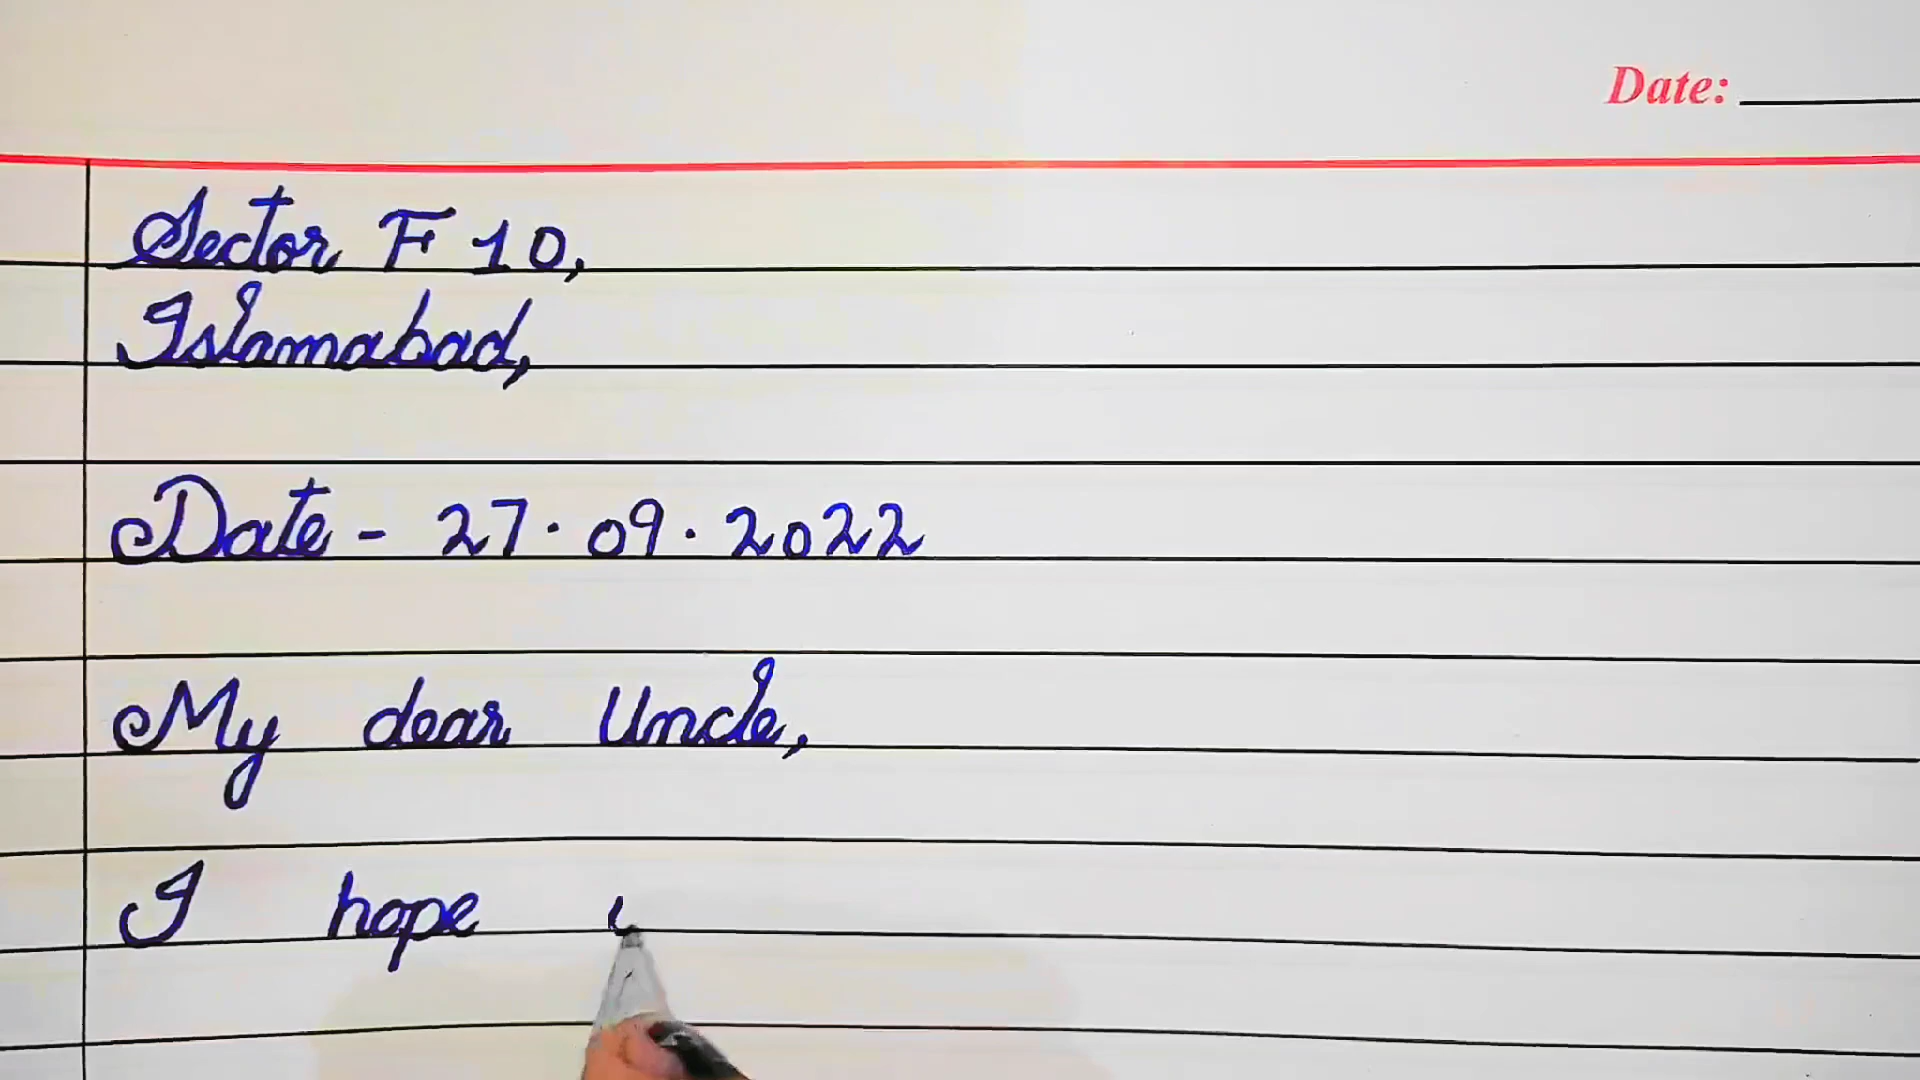 Date:
Sector F 10,
Islamabad,
Date - 27.09.2022
My dear Uncle,
I hope